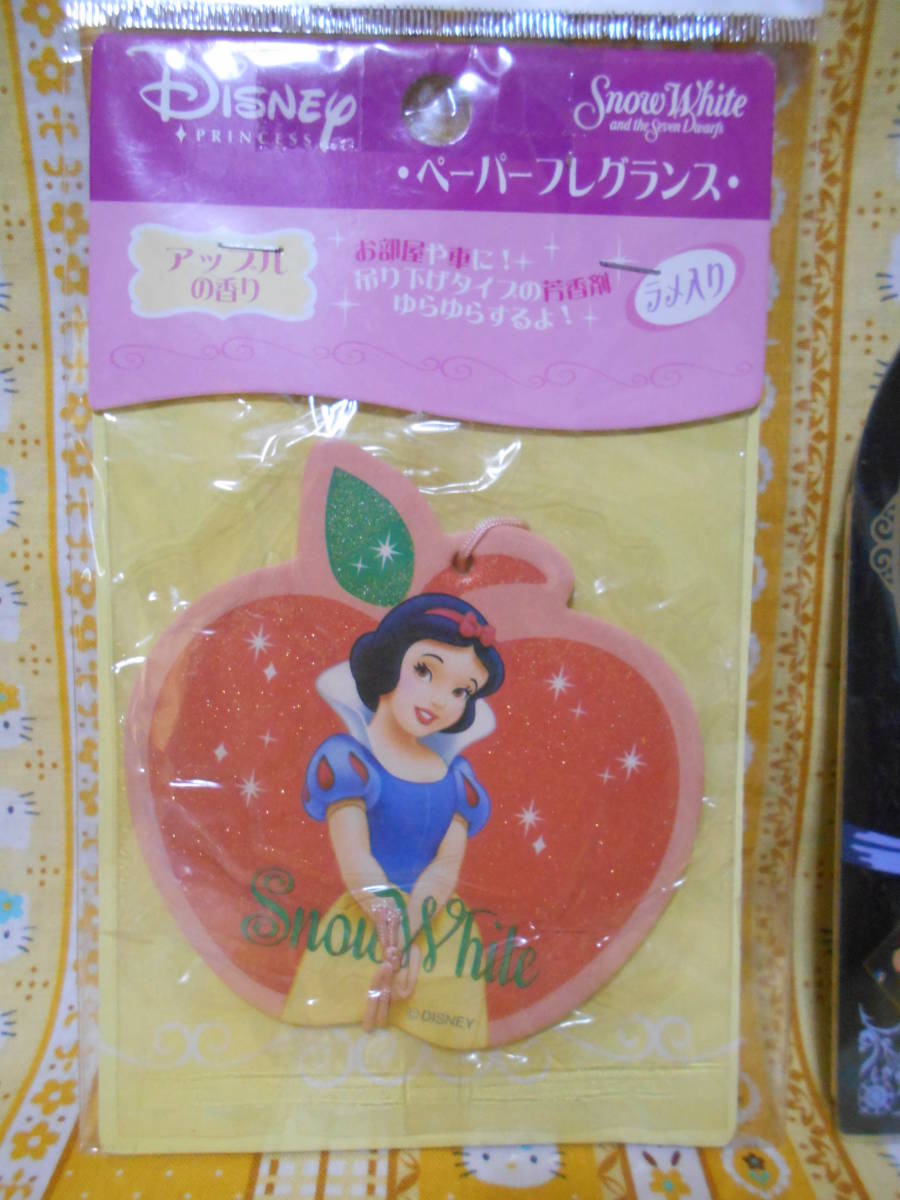 Disney
PRINCESS
Snow White
and the Seven Dwarfs
・ペーパーフレグランス・
アップル
の香り
お部屋や車に!
吊り下げタイプの芳香剤
ゆらゆらするよ!
ラメ入り
Snow White
©DISNEY